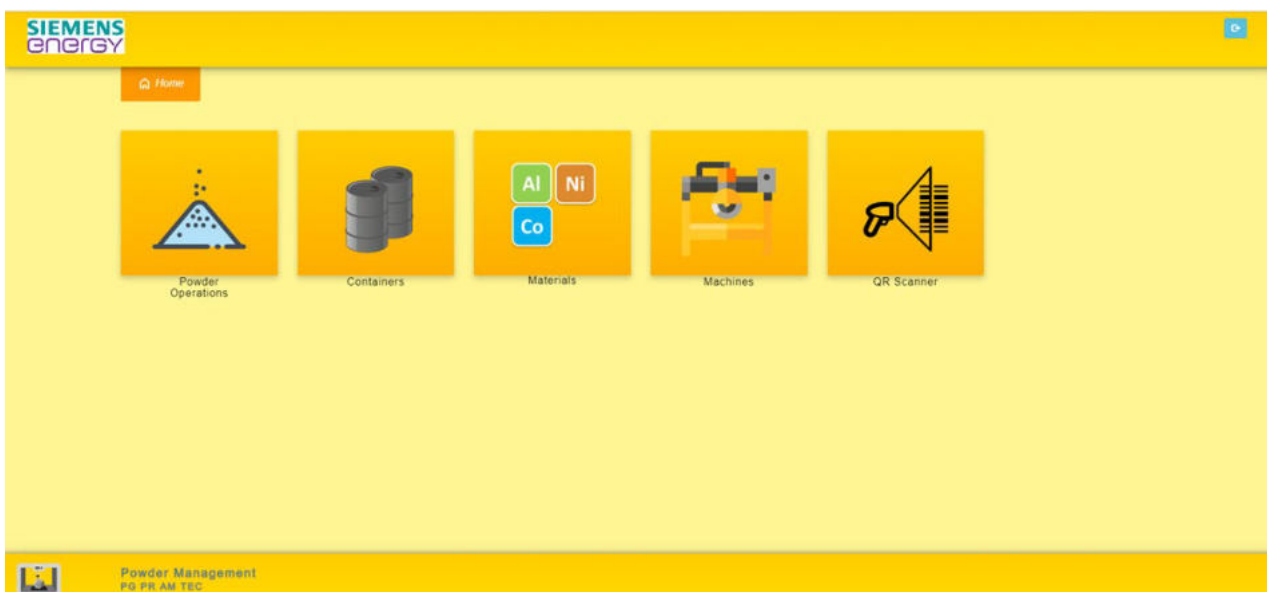 SIEMENS
energy
Home
Al Ni
Co
Powder
Operations
Containers
Materials
Machines
QR Scanner
Powder Management
PG PR AM TEC